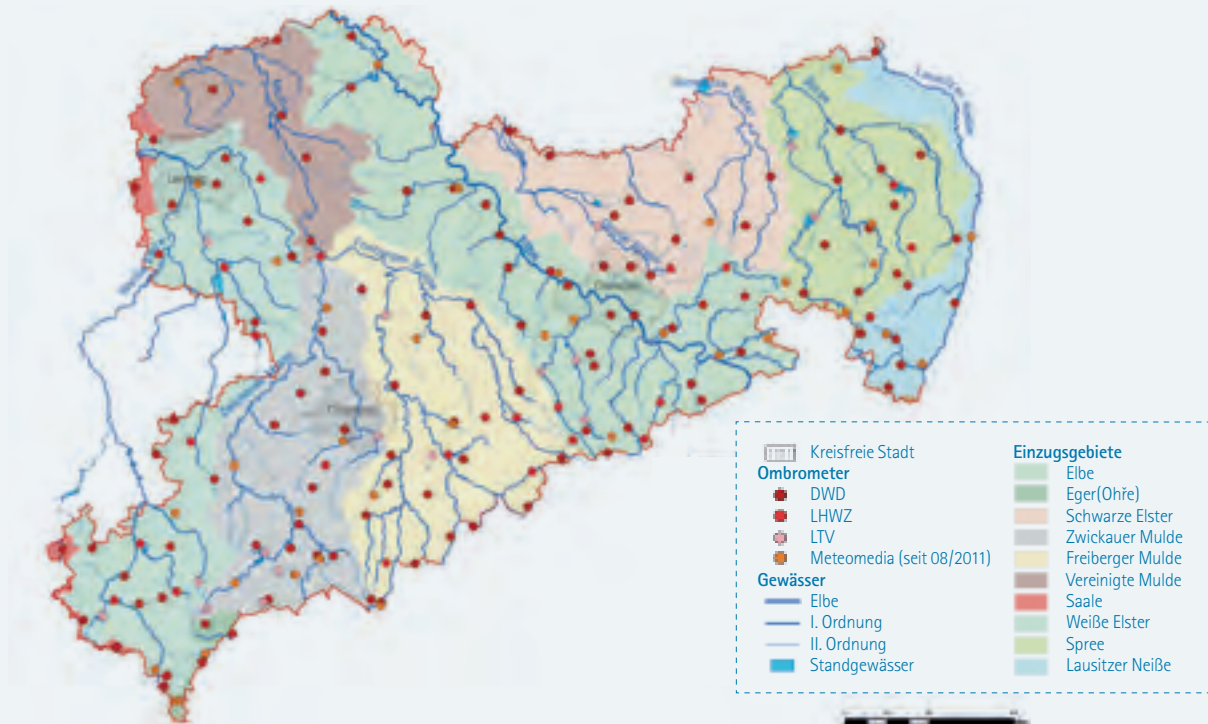 Kreisfreie Stadt
Ombrometer
DWD
LHWZ
LTV
Meteomedia (seit 08/2011)
Gewässer
Elbe
I. Ordnung
II. Ordnung
Standgewässer
Einzugsgebiete
Elbe
Eger(Ohře)
Schwarze Elster
Zwickauer Mulde
Freiberger Mulde
Vereinigte Mulde
Saale
Weiße Elster
Spree
Lausitzer Neiße